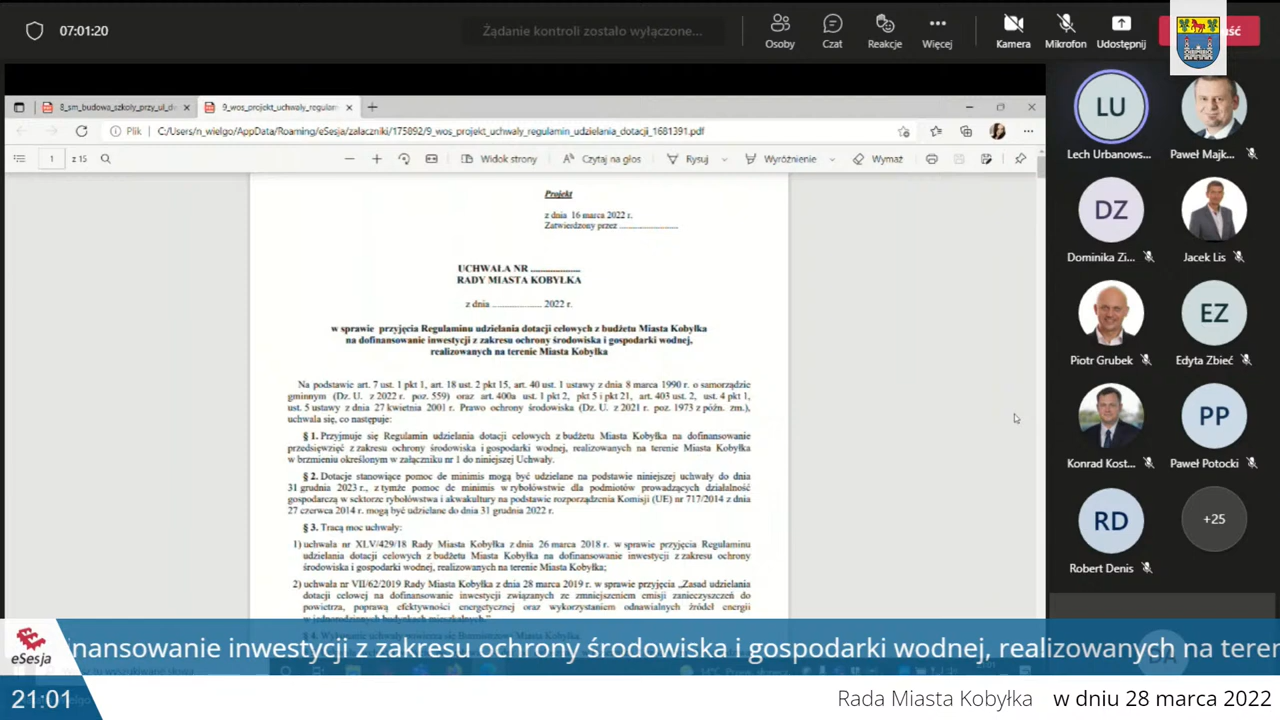 07:01:20
Żądanie kontroli zostało wyłączone...
Osoby
Czat
Reakcje
Więcej
Kamera
Mikrofon
Udostępnij
8_sm_budowa_szkoly_przy_ul_d
9_wos_projekt_uchwaly_regular
Plik
C:/Users/n_wielgo/AppData/Roaming/eSesja/zalaczniki/175892/9_wos_projekt_uchwaly_regulamin_udzielania_dotacji_1681391.pdf
1 z 15
Widok strony
Czytaj na głos
Rysuj
Wyróżnienie
Wymaż
Projekt
z dnia 16 marca 2022 r.
Zatwierdzony przez ....................
UCHWAŁA NR ....................
RADY MIASTA KOBYŁKA
z dnia .................... 2022 r.
w sprawie przyjęcia Regulaminu udzielania dotacji celowych z budżetu Miasta Kobyłka
na dofinansowanie inwestycji z zakresu ochrony środowiska i gospodarki wodnej,
realizowanych na terenie Miasta Kobyłka
Na podstawie art. 7 ust. 1 pkt 1, art. 18 ust. 2 pkt 15, art. 40 ust. 1 ustawy z dnia 8 marca 1990 r. o samorządzie
gminnym (Dz. U. z 2022 r. poz. 559) oraz art. 400a ust. 1 pkt 2, pkt 5 i pkt 21, art. 403 ust. 2, ust. 4 pkt 1,
ust. 5 ustawy z dnia 27 kwietnia 2001 r. Prawo ochrony środowiska (Dz. U. z 2021 r. poz. 1973 z późn. zm.),
uchwala się, co następuje:
§ 1. Przyjmuje się Regulamin udzielania dotacji celowych z budżetu Miasta Kobyłka na dofinansowanie
przedsięwzięć z zakresu ochrony środowiska i gospodarki wodnej, realizowanych na terenie Miasta Kobyłka
w brzmieniu określonym w załączniku nr 1 do niniejszej Uchwały.
§ 2. Dotacje stanowiące pomoc de minimis mogą być udzielane na podstawie niniejszej uchwały do dnia
31 grudnia 2023 r., z tymże pomoc de minimis w rybołówstwie dla podmiotów prowadzących działalność
gospodarczą w sektorze rybołówstwa i akwakultury na podstawie rozporządzenia Komisji (UE) nr 717/2014 z dnia
27 czerwca 2014 r. mogą być udzielane do dnia 31 grudnia 2022 r.
§ 3. Tracą moc uchwały:
1) uchwała nr XLV/429/18 Rady Miasta Kobyłka z dnia 26 marca 2018 r. w sprawie przyjęcia Regulaminu
udzielania dotacji celowych z budżetu Miasta Kobyłka na dofinansowanie inwestycji z zakresu ochrony
środowiska i gospodarki wodnej, realizowanych na terenie Miasta Kobyłka;
2) uchwała nr VII/62/2019 Rady Miasta Kobyłka z dnia 28 marca 2019 r. w sprawie przyjęcia „Zasad udzielania
dotacji celowej na dofinansowanie inwestycji związanych ze zmniejszeniem emisji zanieczyszczeń do
powietrza, poprawą efektywności energetycznej oraz wykorzystaniem odnawialnych źródeł energii
w jednorodzinnych budynkach mieszkalnych.”
LU
Lech Urbanows...
Paweł Majk...
DZ
Dominika Zi...
Jacek Lis
Piotr Grubek
EZ
Edyta Zbieć
Konrad Kost...
PP
Paweł Potocki
RD
Robert Denis
+25
eSesja
nansowanie inwestycji z zakresu ochrony środowiska i gospodarki wodnej, realizowanych na teren
21:01
Rada Miasta Kobyłka
w dniu 28 marca 2022